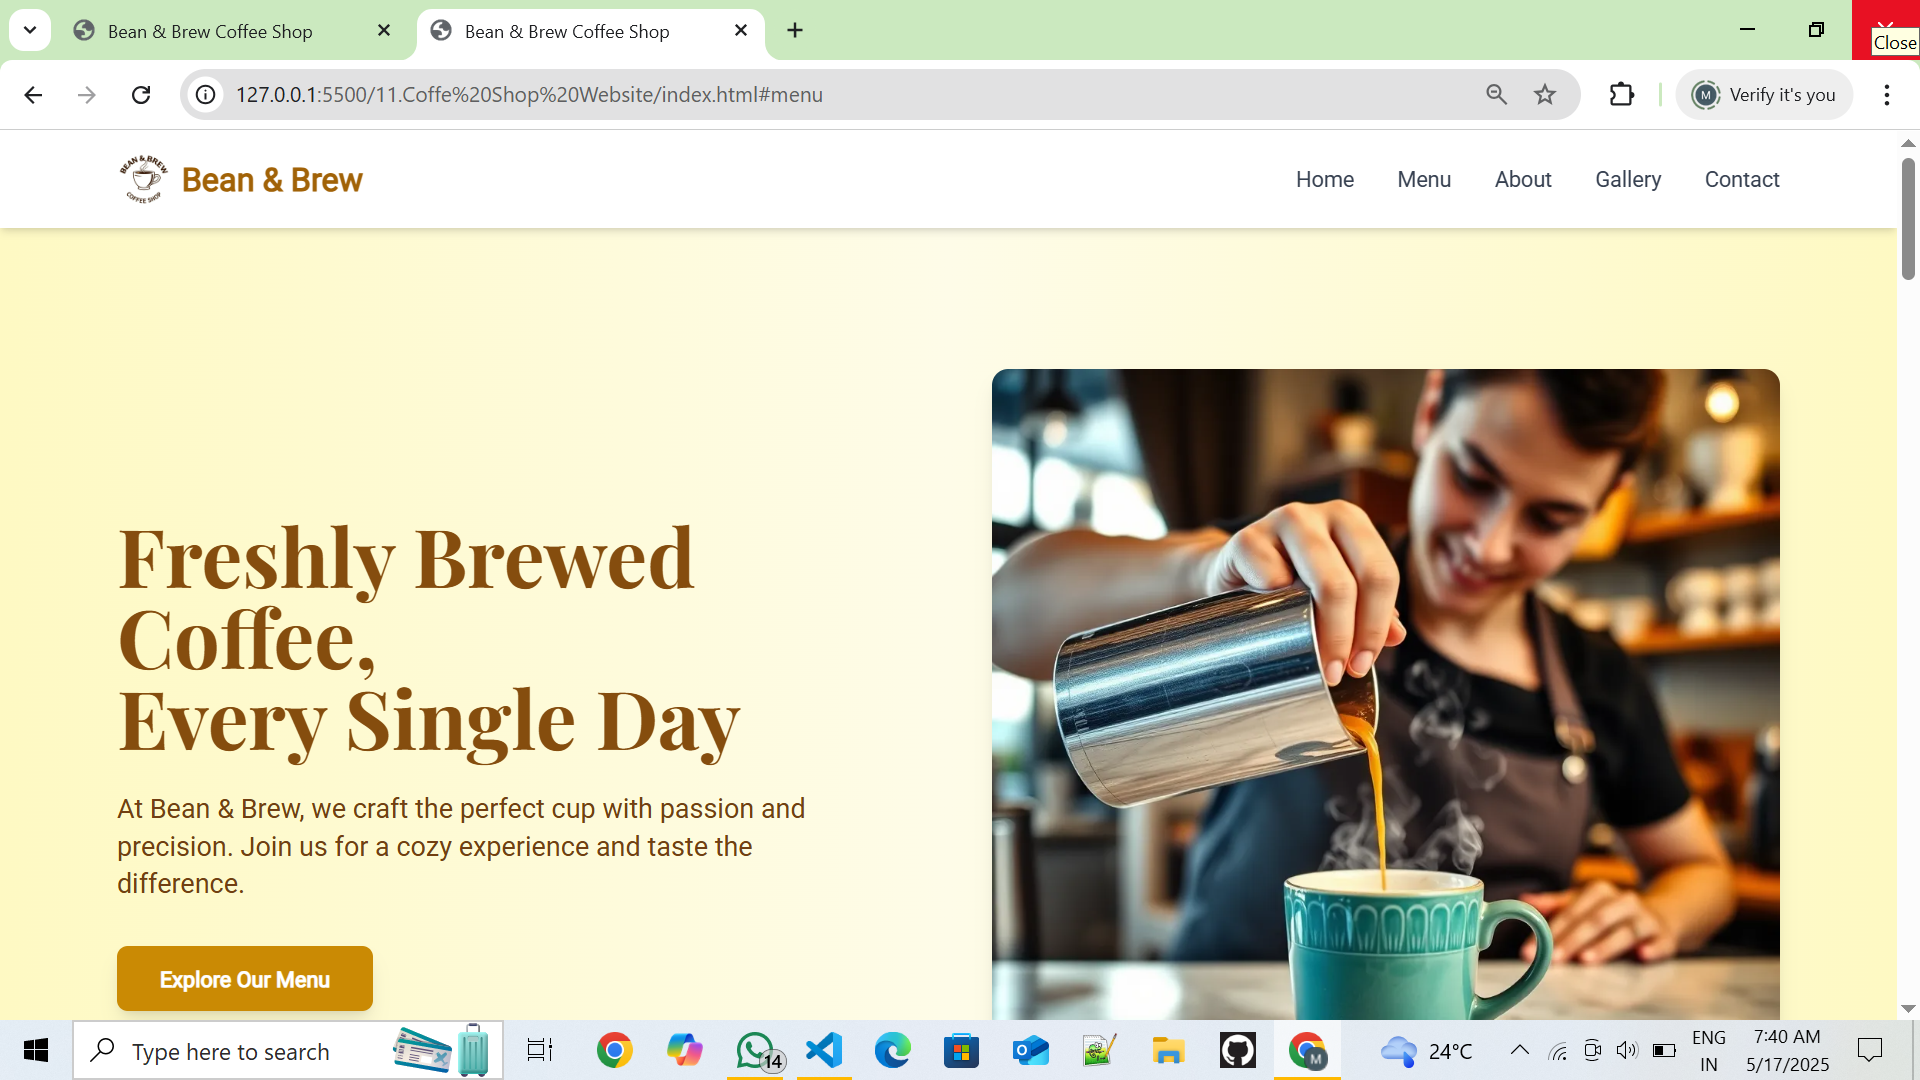 Bean & Brew Coffee Shop
Bean & Brew Coffee Shop
Close
127.0.0.1:5500/11.Coffe%20Shop%20Website/index.html#menu
M
Verify it's you
BEAN & BREW
COFFEE SHOP
Bean & Brew
Home
Menu
About
Gallery
Contact
Freshly Brewed
Coffee,
Every Single Day
At Bean & Brew, we craft the perfect cup with passion and
precision. Join us for a cozy experience and taste the
difference.
Explore Our Menu
Type here to search
14
M
24°C
ENG
IN
7:40 AM
5/17/2025